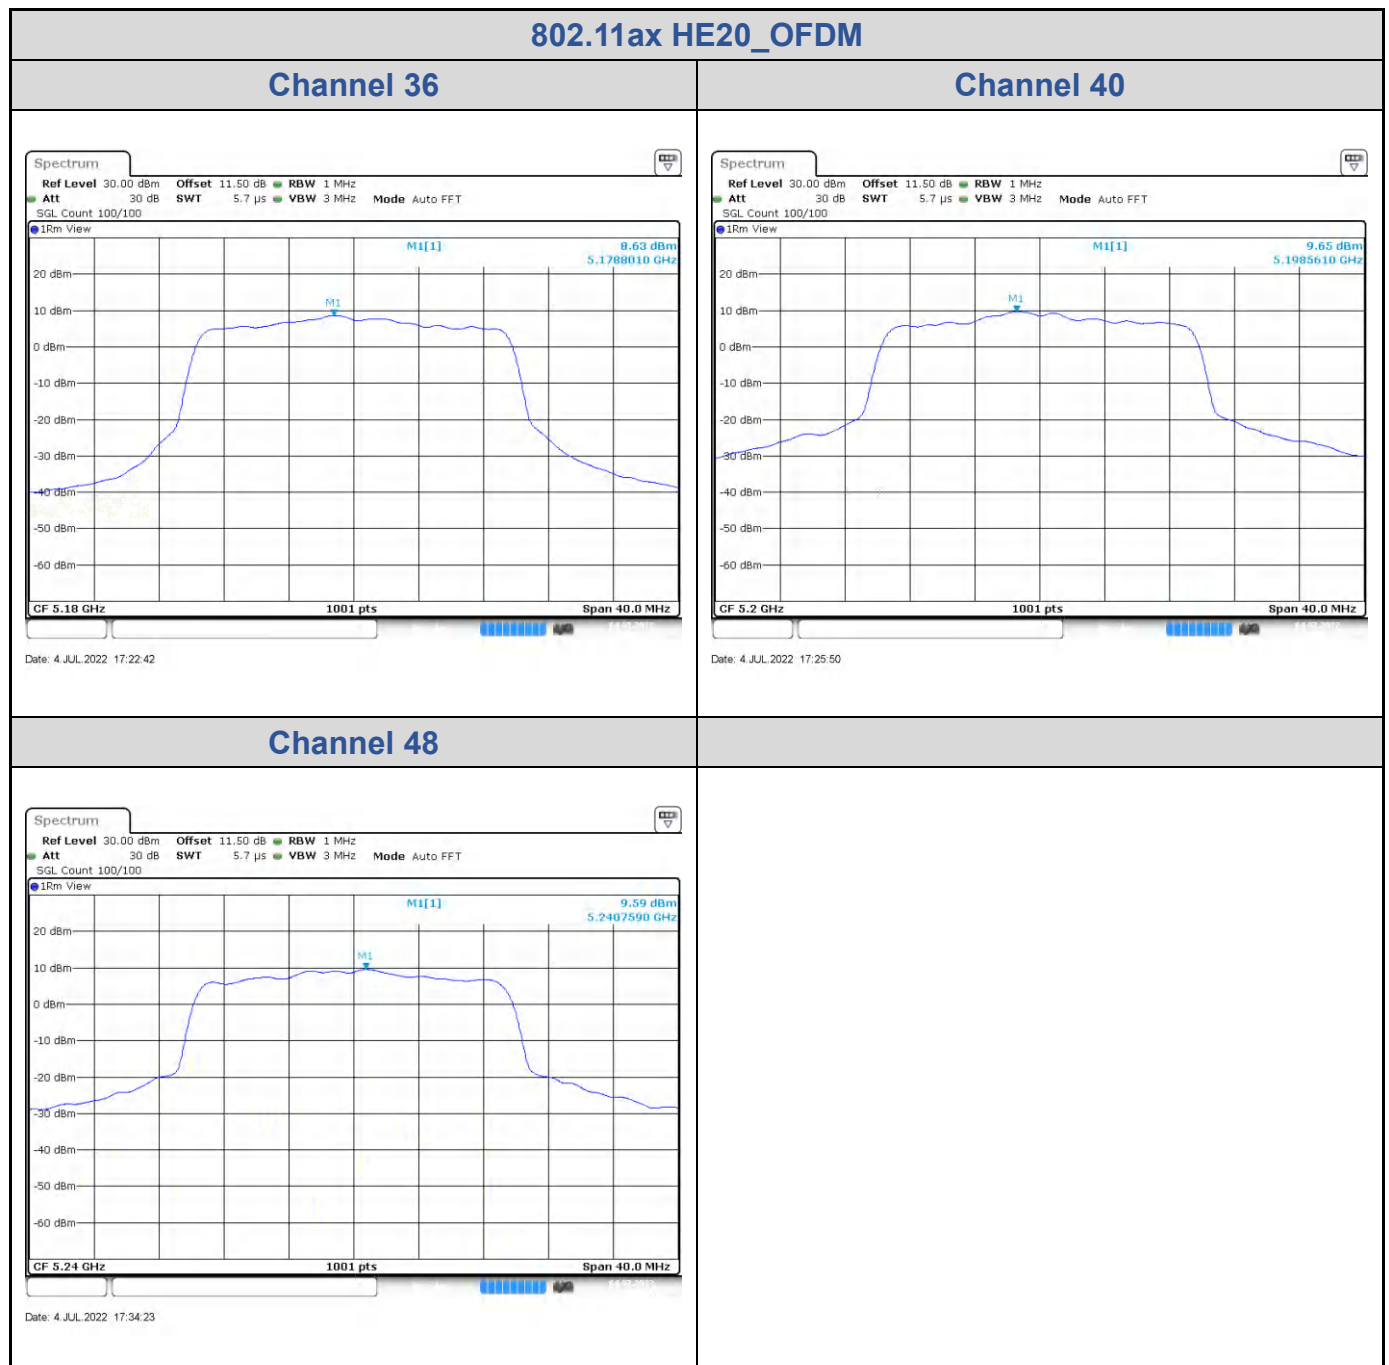 802.11ax HE20_OFDM
Channel 36
Channel 40
Spectrum
Ref Level 30.00 dBm Offset 11.50 dB RBW 1 MHz
Att 30 dB SWT 5.7 µs VBW 3 MHz Mode Auto FFT
SGL Count 100/100
1Rm View
M1[1] 8.63 dBm
5.1788010 GHz
M1
20 dBm
10 dBm
0 dBm
-10 dBm
-20 dBm
-30 dBm
-40 dBm
-50 dBm
-60 dBm
CF 5.18 GHz 1001 pts Span 40.0 MHz
Date: 4.JUL.2022 17:22:42
Spectrum
Ref Level 30.00 dBm Offset 11.50 dB RBW 1 MHz
Att 30 dB SWT 5.7 µs VBW 3 MHz Mode Auto FFT
SGL Count 100/100
1Rm View
M1[1] 9.65 dBm
5.1985610 GHz
M1
20 dBm
10 dBm
0 dBm
-10 dBm
-20 dBm
-30 dBm
-40 dBm
-50 dBm
-60 dBm
CF 5.2 GHz 1001 pts Span 40.0 MHz
Date: 4.JUL.2022 17:25:50
Channel 48
Spectrum
Ref Level 30.00 dBm Offset 11.50 dB RBW 1 MHz
Att 30 dB SWT 5.7 µs VBW 3 MHz Mode Auto FFT
SGL Count 100/100
1Rm View
M1[1] 9.59 dBm
5.2407590 GHz
M1
20 dBm
10 dBm
0 dBm
-10 dBm
-20 dBm
-30 dBm
-40 dBm
-50 dBm
-60 dBm
CF 5.24 GHz 1001 pts Span 40.0 MHz
Date: 4.JUL.2022 17:34:23